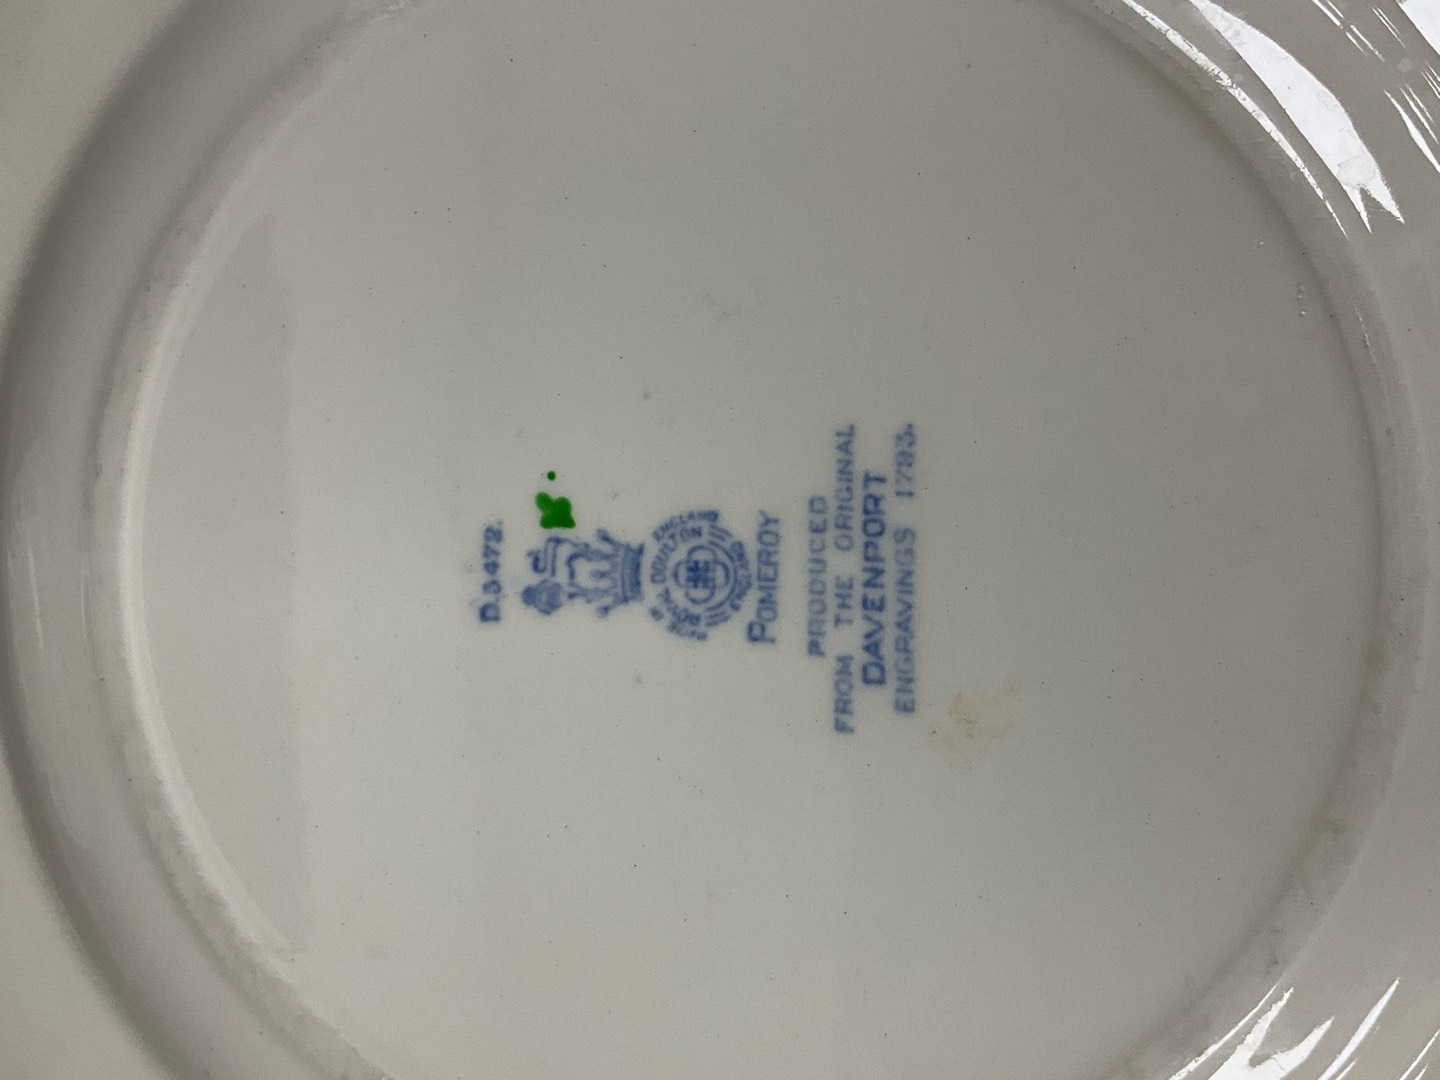 D.3472.
ROYAL DOULTON
ENGLAND
POMEROY
PRODUCED
FROM THE ORIGINAL
DAVENPORT
ENGRAVINGS 1793.